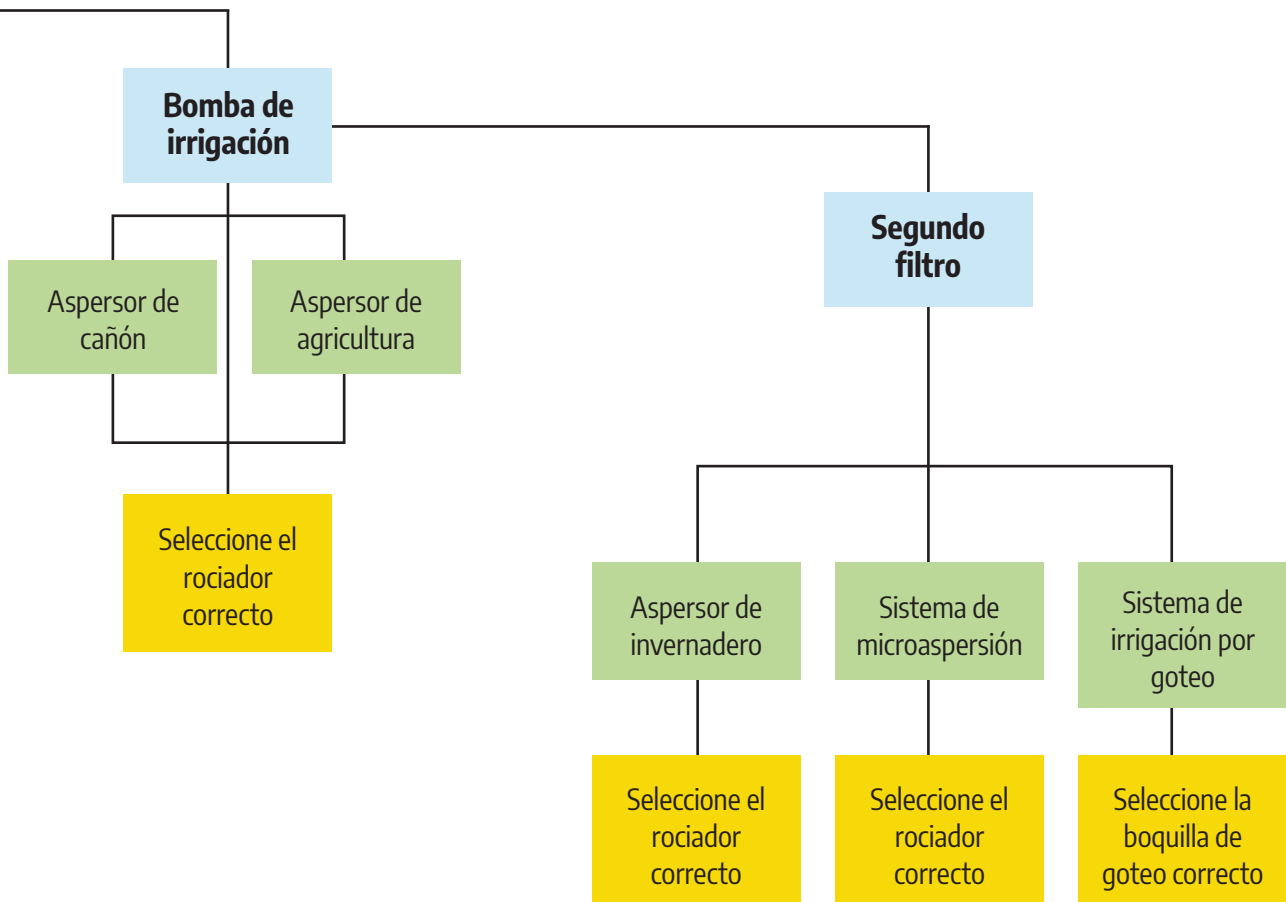 Bomba de
irrigación
Segundo
filtro
Aspersor de
cañón
Aspersor de
agricultura
Seleccione el
rociador
correcto
Aspersor de
invernadero
Sistema de
microaspersión
Sistema de
irrigación por
goteo
Seleccione el
rociador
correcto
Seleccione el
rociador
correcto
Seleccione la
boquilla de
goteo correcto